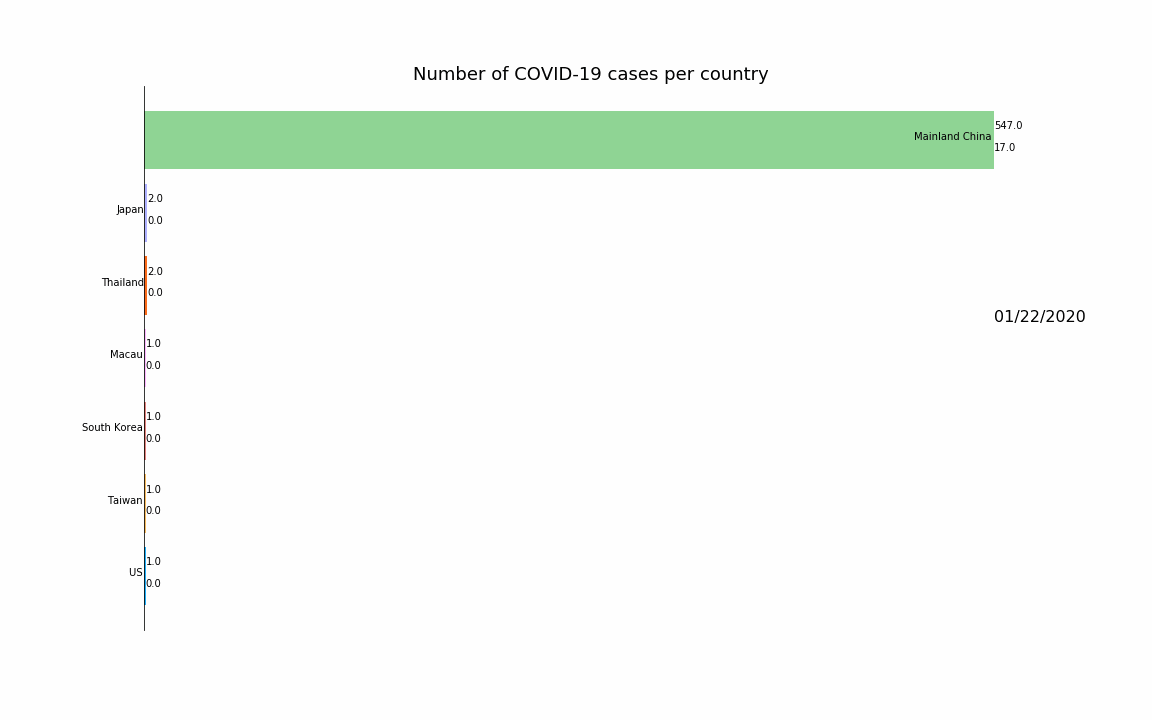 Number of COVID-19 cases per country
547.0
Mainland China
17.0
2.0
Japan
0.0
2.0
Thailand
0.0
01/22/2020
1.0
Macau
0.0
1.0
South Korea
0.0
1.0
Taiwan
0.0
1.0
US
0.0